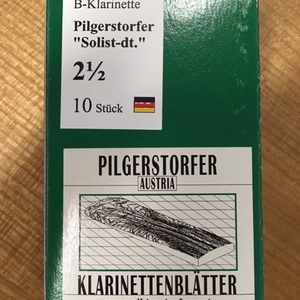 B-Klarinette
Pilgerstorfer
"Solist-dt."
2½
10 Stück
PILGERSTORFER
AUSTRIA
KLARINETTENBLÄTTER